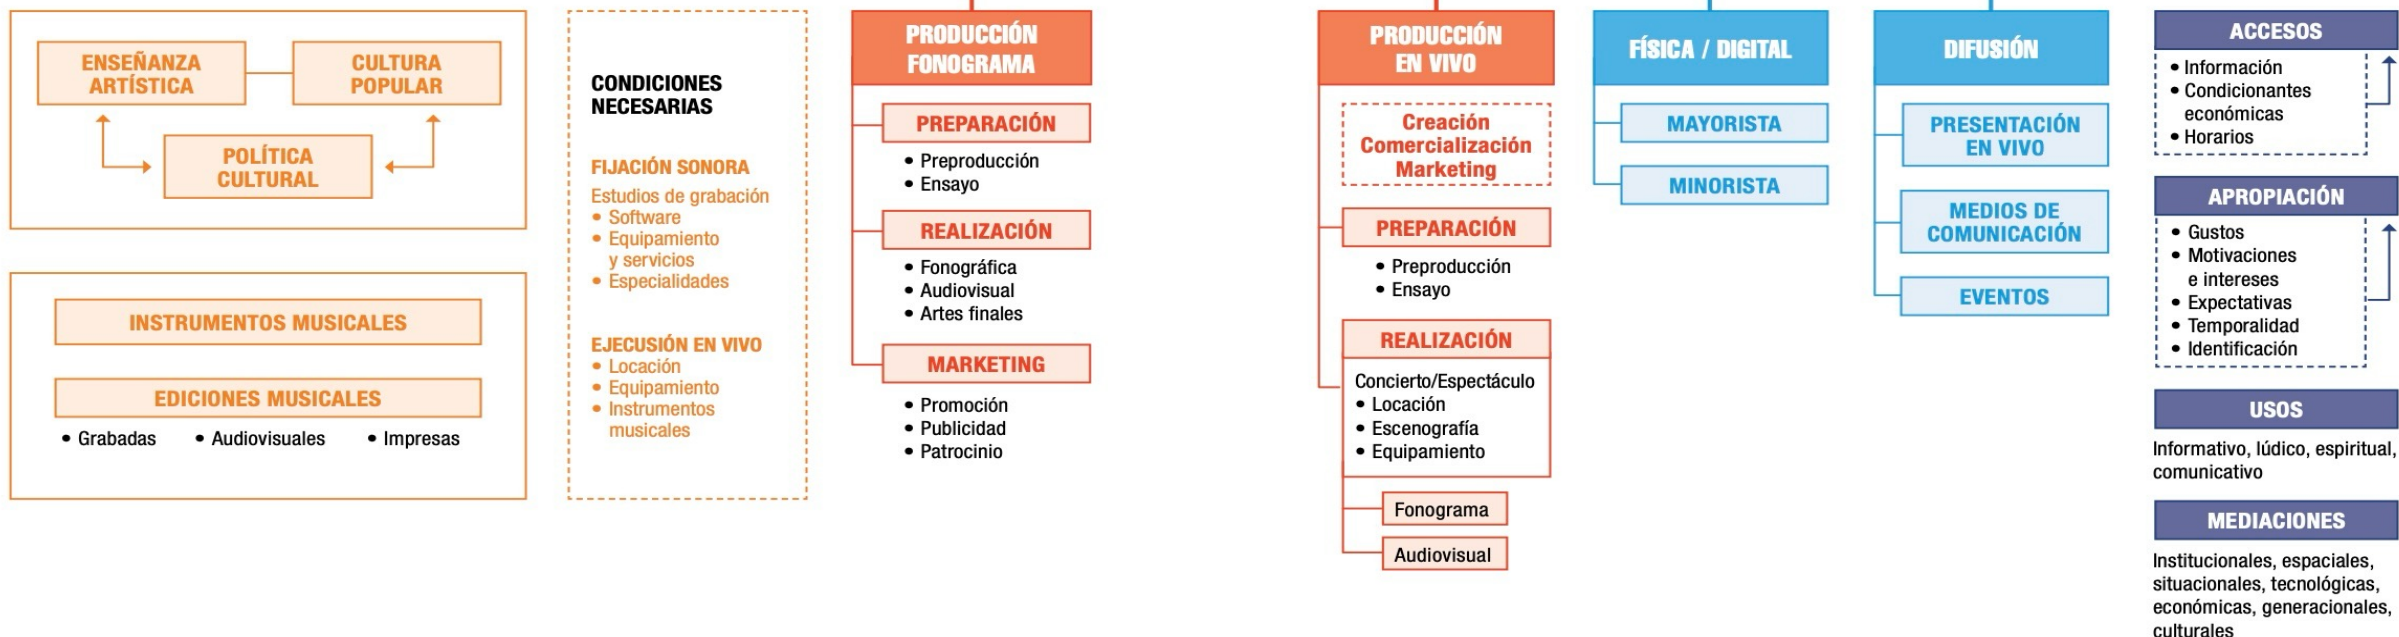 ENSEÑANZA
ARTÍSTICA
CULTURA
POPULAR
POLÍTICA
CULTURAL
INSTRUMENTOS MUSICALES
EDICIONES MUSICALES
• Grabadas
• Audiovisuales
• Impresas
CONDICIONES
NECESARIAS
FIJACIÓN SONORA
Estudios de grabación
• Software
• Equipamiento
y servicios
• Especialidades
EJECUSIÓN EN VIVO
• Locación
• Equipamiento
• Instrumentos
musicales
PRODUCCIÓN
FONOGRAMA
PREPARACIÓN
• Preproducción
• Ensayo
REALIZACIÓN
• Fonográfica
• Audiovisual
• Artes finales
MARKETING
• Promoción
• Publicidad
• Patrocinio
PRODUCCIÓN
EN VIVO
Creación
Comercialización
Marketing
PREPARACIÓN
• Preproducción
• Ensayo
REALIZACIÓN
Concierto/Espectáculo
• Locación
• Escenografía
• Equipamiento
Fonograma
Audiovisual
FÍSICA / DIGITAL
MAYORISTA
MINORISTA
DIFUSIÓN
PRESENTACIÓN
EN VIVO
MEDIOS DE
COMUNICACIÓN
EVENTOS
ACCESOS
• Información
• Condicionantes
económicas
• Horarios
APROPIACIÓN
• Gustos
• Motivaciones
e intereses
• Expectativas
• Temporalidad
• Identificación
USOS
Informativo, lúdico, espiritual,
comunicativo
MEDIACIONES
Institucionales, espaciales,
situacionales, tecnológicas,
económicas, generacionales,
culturales